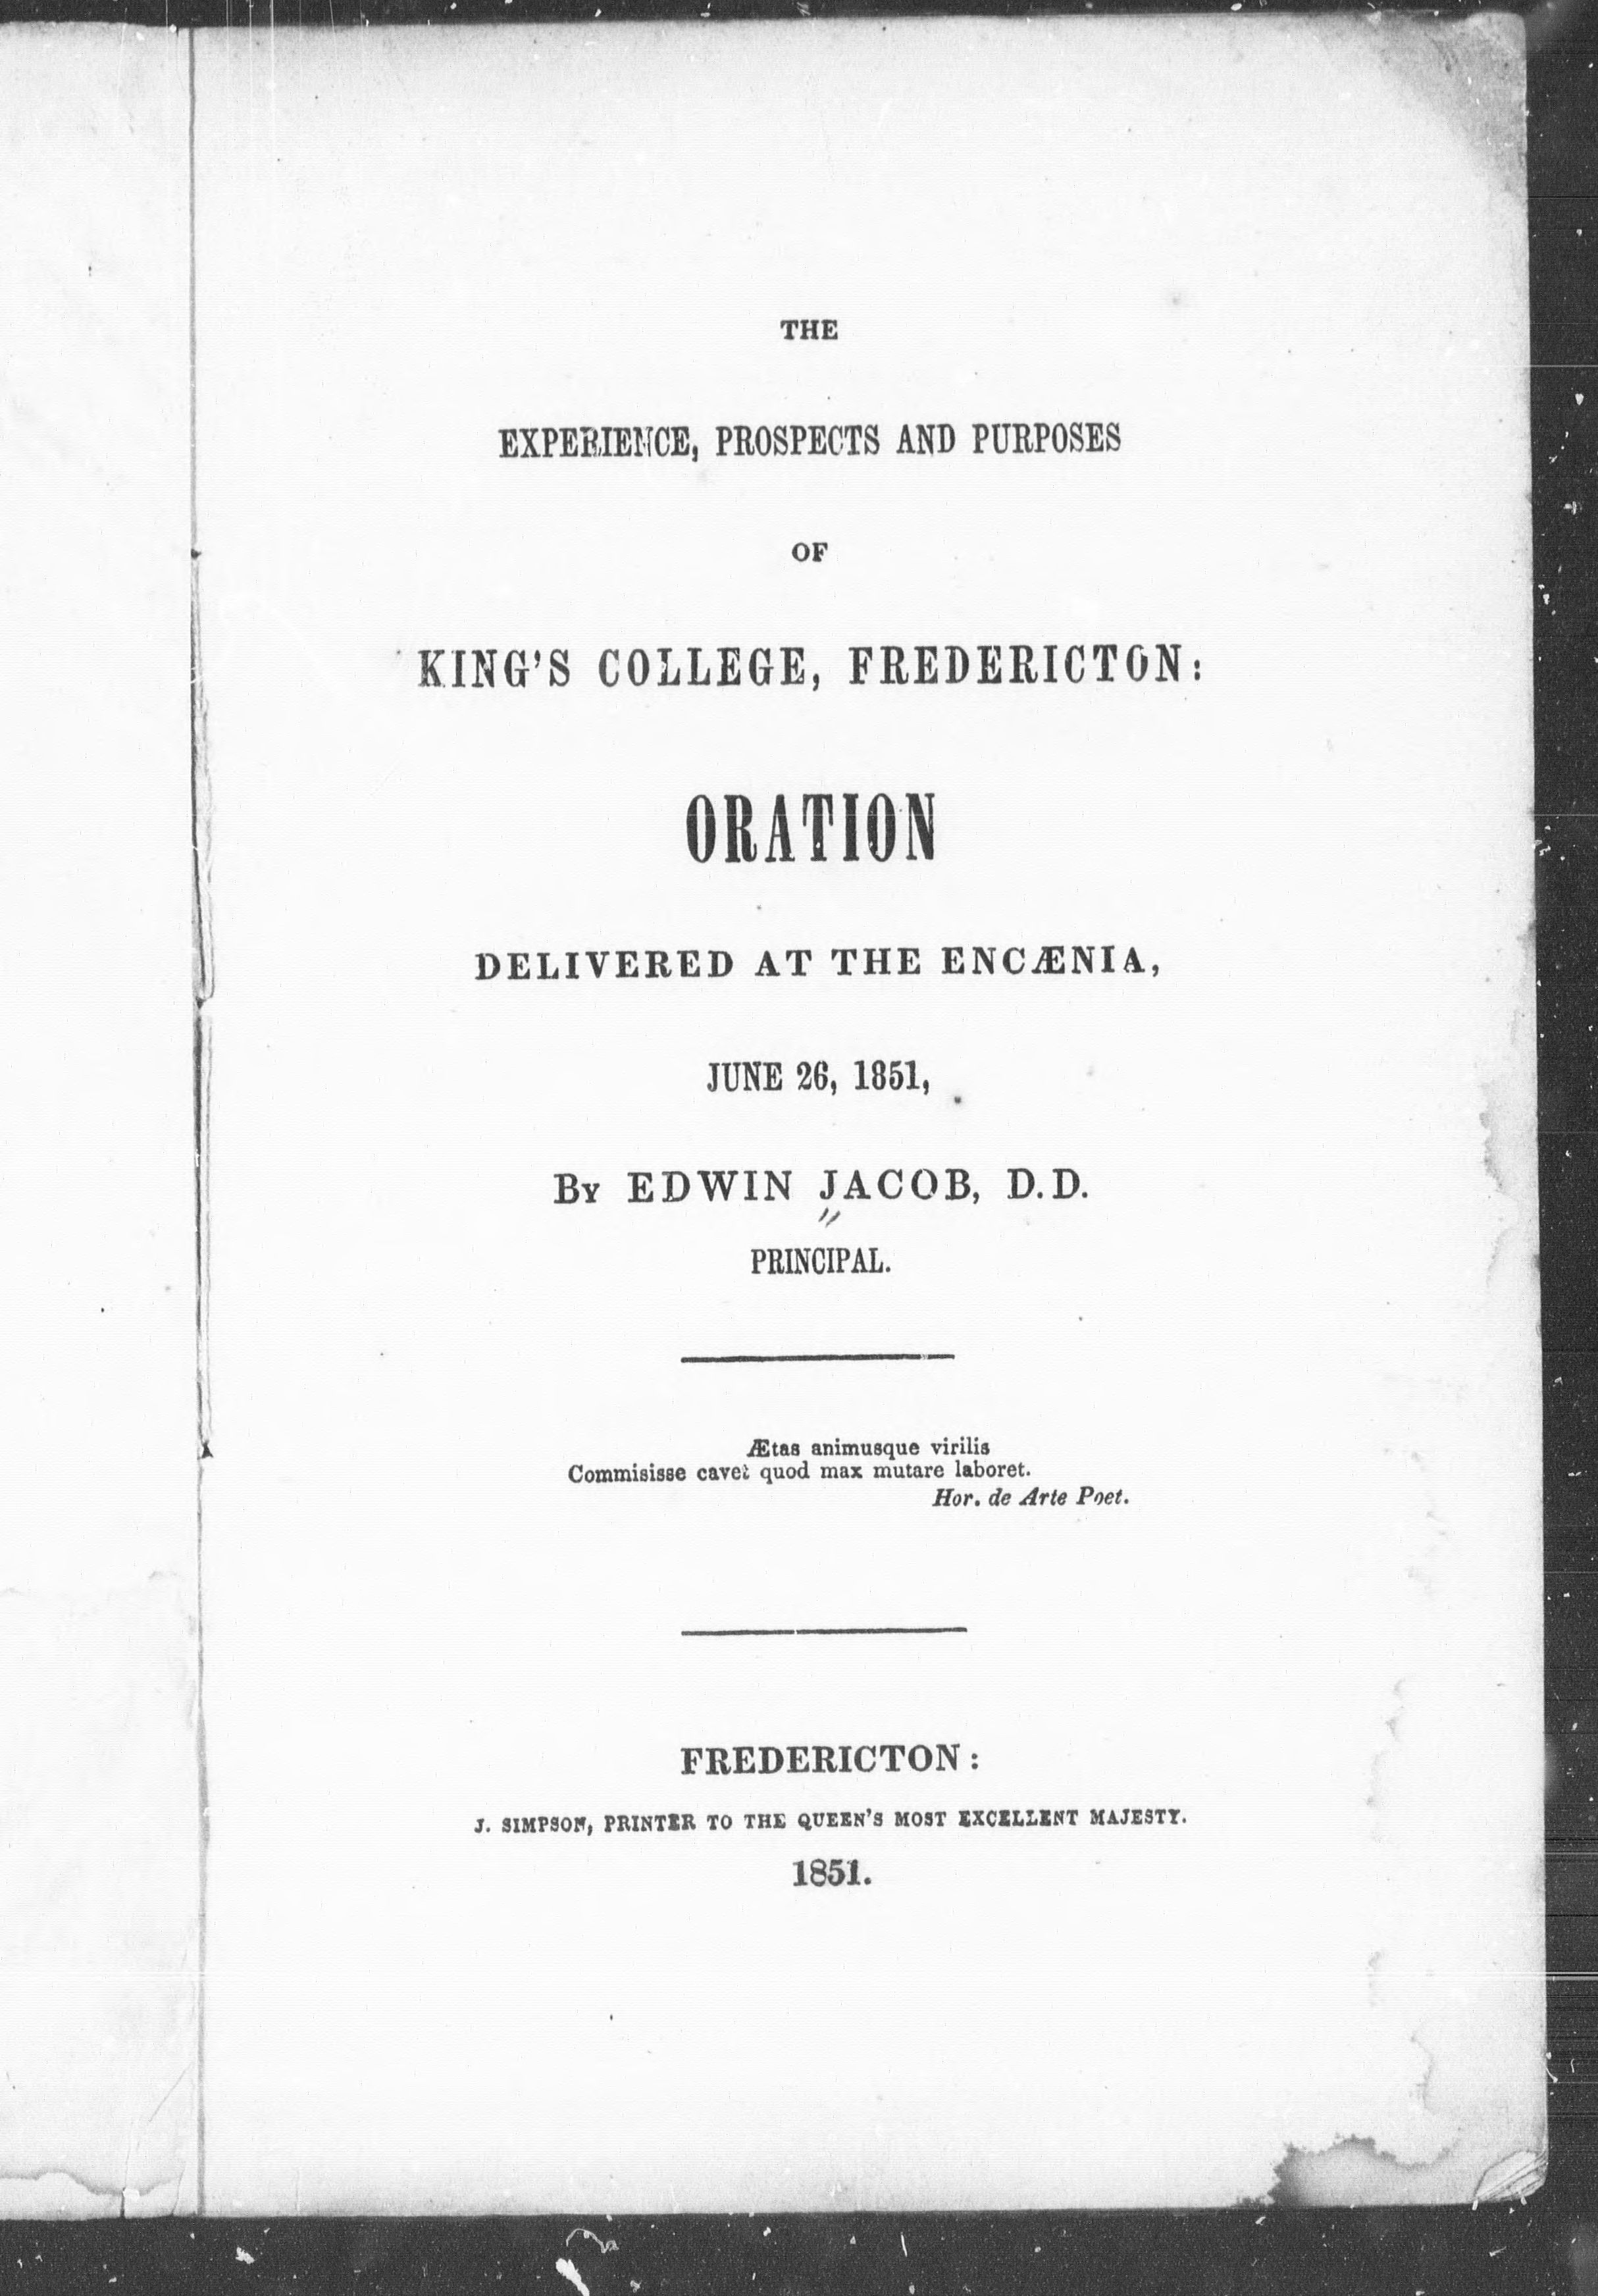 THE
EXPERIENCE, PROSPECTS AND PURPOSES
OF
KING'S COLLEGE, FREDERICTON:
ORATION
DELIVERED AT THE ENCÆNIA,
JUNE 26, 1851,
By EDWIN JACOB, D.D.
PRINCIPAL.
Ætas animusque virilis
Commisisse cavet quod max mutare laboret.
Hor. de Arte Poet.
FREDERICTON:
J. SIMPSON, PRINTER TO THE QUEEN'S MOST EXCELLENT MAJESTY.
1851.